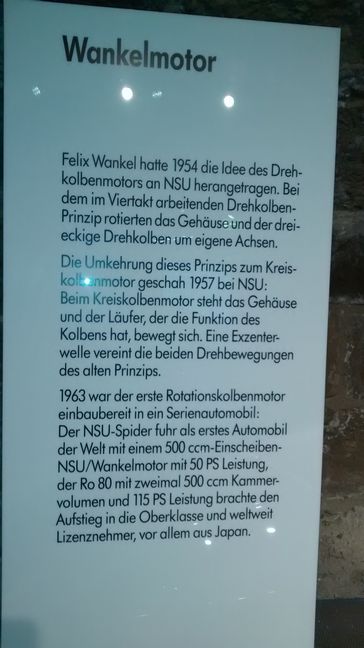 Wankelmotor
Felix Wankel hatte 1954 die Idee des Dreh-
kolbenmotors an NSU herangetragen. Bei
dem im Viertakt arbeitenden Drehkolben-
Prinzip rotierten das Gehäuse und der drei-
eckige Drehkolben um eigene Achsen.
Die Umkehrung dieses Prinzips zum Kreis-
kolbenmotor geschah 1957 bei NSU:
Beim Kreiskolbenmotor steht das Gehäuse
und der Läufer, der die Funktion des
Kolbens hat, bewegt sich. Eine Exzenter-
welle vereint die beiden Drehbewegungen
des alten Prinzips.
1963 war der erste Rotationskolbenmotor
einbaubereit in ein Serienautomobil:
Der NSU-Spider fuhr als erstes Automobil
der Welt mit einem 500 ccm-Einscheiben-
NSU/Wankelmotor mit 50 PS Leistung,
der Ro 80 mit zweimal 500 ccm Kammer-
volumen und 115 PS Leistung brachte den
Aufstieg in die Oberklasse und weltweit
Lizenznehmer, vor allem aus Japan.